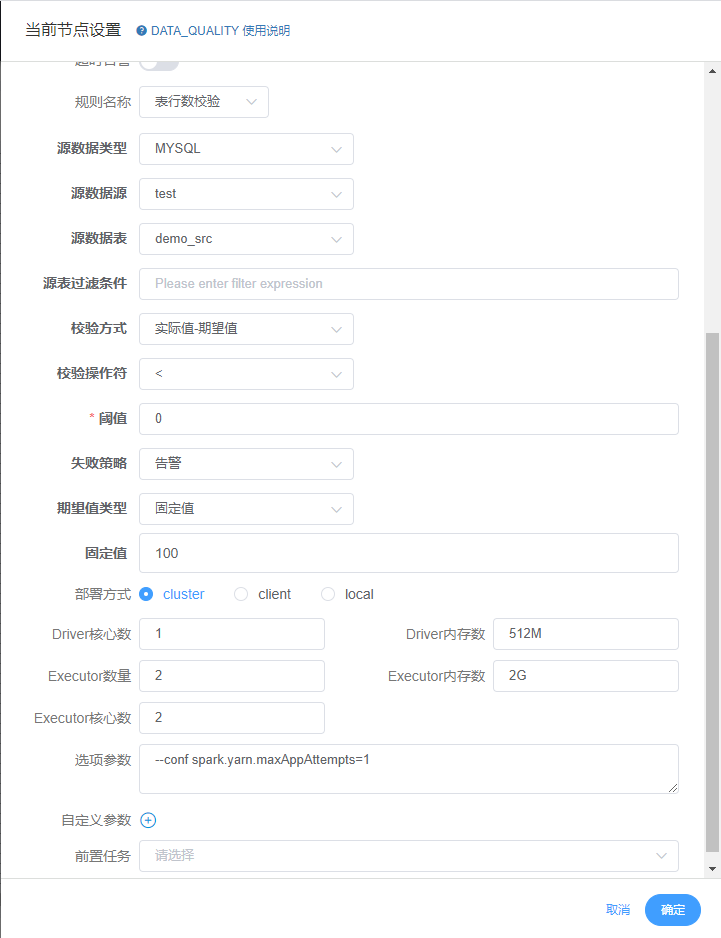 当前节点设置 DATA_QUALITY 使用说明
超时告警
规则名称 表行数校验
源数据类型 MYSQL
源数据源 test
源数据表 demo_src
源表过滤条件 Please enter filter expression
校验方式 实际值-期望值
校验操作符 <
* 阈值 0
失败策略 告警
期望值类型 固定值
固定值 100
部署方式 cluster client local
Driver核心数 1 Driver内存数 512M
Executor数量 2 Executor内存数 2G
Executor核心数 2
选项参数 --conf spark.yarn.maxAppAttempts=1
自定义参数
前置任务 请选择
取消 确定